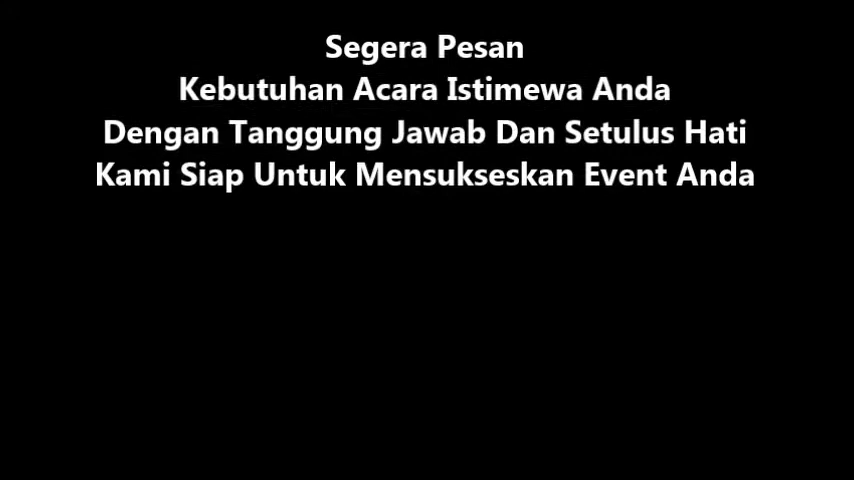 Segera Pesan
Kebutuhan Acara Istimewa Anda
Dengan Tanggung Jawab Dan Setulus Hati
Kami Siap Untuk Mensukseskan Event Anda